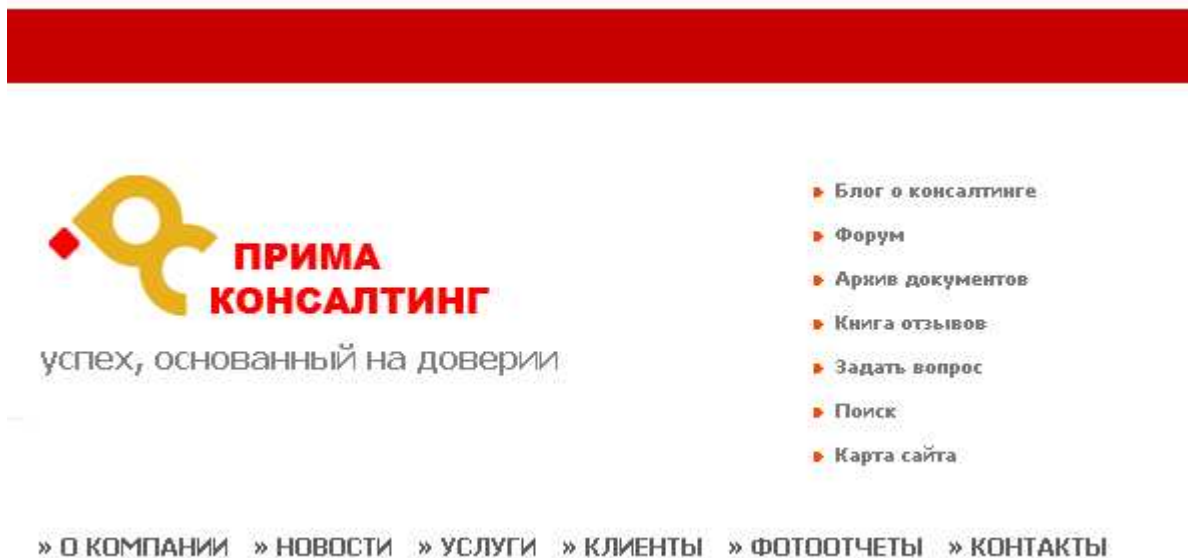 ПРИМА
КОНСАЛТИНГ
успех, основанный на доверии
Блог о консалтинге
Форум
Архив документов
Книга отзывов
Задать вопрос
Поиск
Карта сайта
» О КОМПАНИИ » НОВОСТИ » УСЛУГИ » КЛИЕНТЫ » ФОТООТЧЕТЫ » КОНТАКТЫ